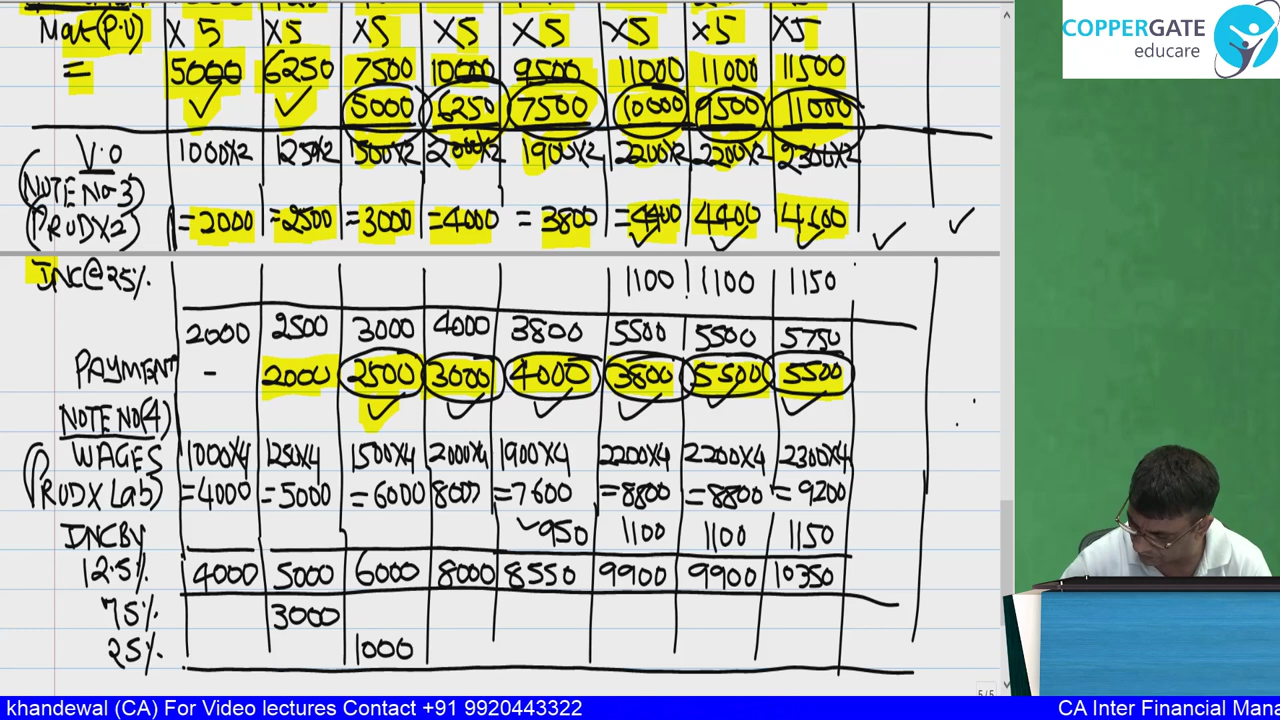 COPPERGATE
educare
Mat (P.U) X5 X5 X5 X5 X5 X5 X5 X5
= 5000 6250 7500 10000 9500 11000 11000 11500
5000 6250 7500 10000 9500 11000
V.O 1000X2 1250X2 1500X2 2000X2 1900X2 2200X2 2200X2 2300X2
(NOTE No 3)
(PRUDX2) =2000 =2500 =3000 =4000 =3800 =4400 4400 4600
INC@25%. 1100 1100 1150
2000 2500 3000 4000 3800 5500 5500 5750
PAYMENT - 2000 2500 3000 4000 3800 5500 5500
NOTE NO(4)
WAGES 1000X4 1250X4 1500X4 2000X4 1900X4 2200X4 2200X4 2300X4
(PRUDX Lab) =4000 =5000 =6000 8000 =7600 =8800 =8800 =9200
INC BY 950 1100 1100 1150
12.5%. 4000 5000 6000 8000 8550 9900 9900 10350
75%. 3000
25%. 1000
5/5
khandewal (CA) For Video lectures Contact +91 9920443322
CA Inter Financial Mana